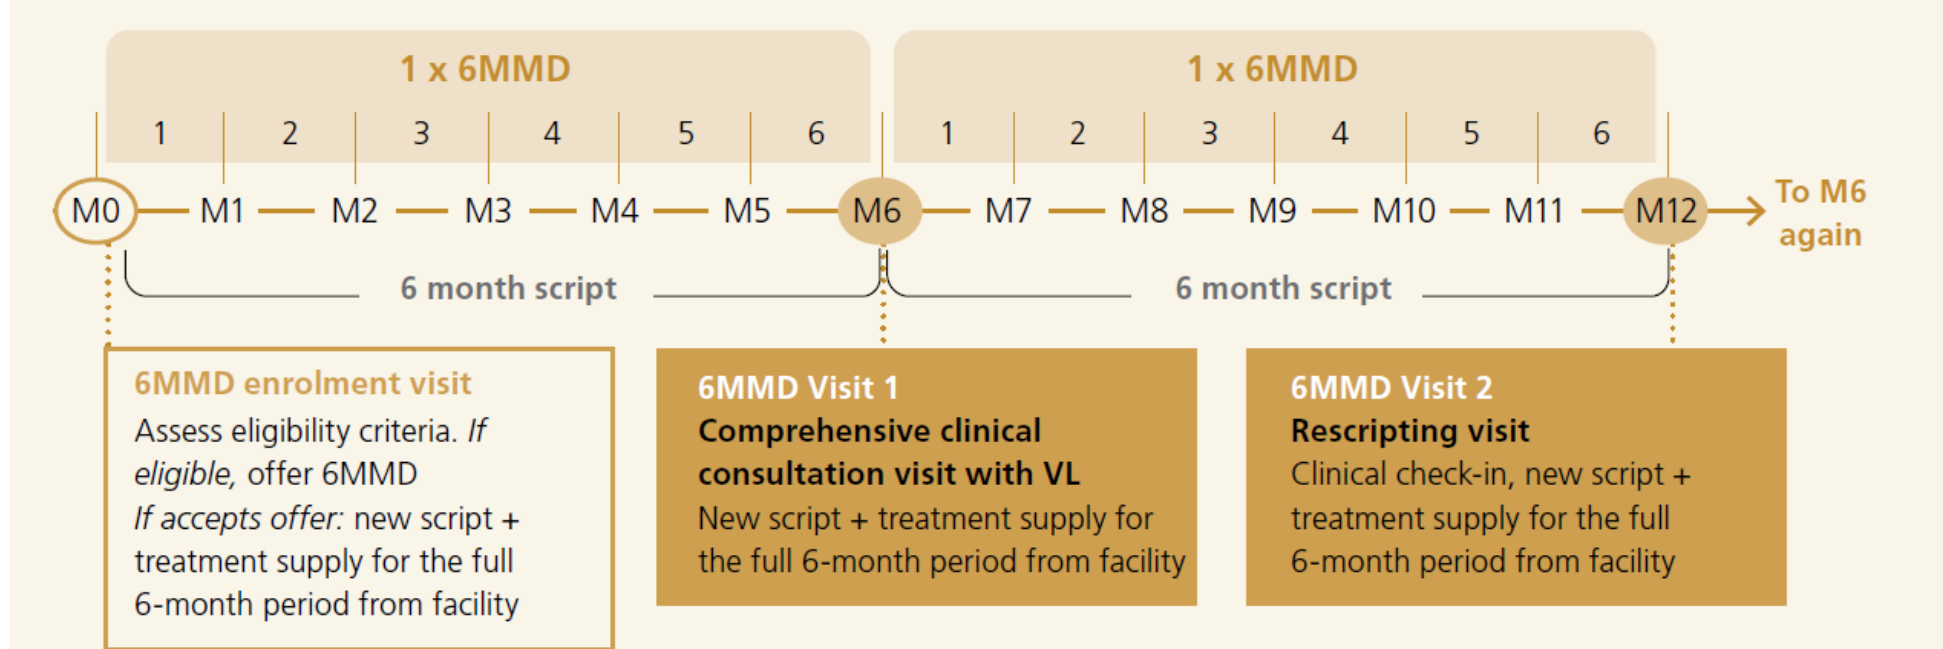 1 x 6MMD 1 x 6MMD
1 2 3 4 5 6 1 2 3 4 5 6
M0 M1 M2 M3 M4 M5 M6 M7 M8 M9 M10 M11 M12
To M6
again
6 month script 6 month script
6MMD enrolment visit
Assess eligibility criteria. If
eligible, offer 6MMD
If accepts offer: new script +
treatment supply for the full
6-month period from facility
6MMD Visit 1
Comprehensive clinical
consultation visit with VL
New script + treatment supply for
the full 6-month period from facility
6MMD Visit 2
Rescripting visit
Clinical check-in, new script +
treatment supply for the full
6-month period from facility